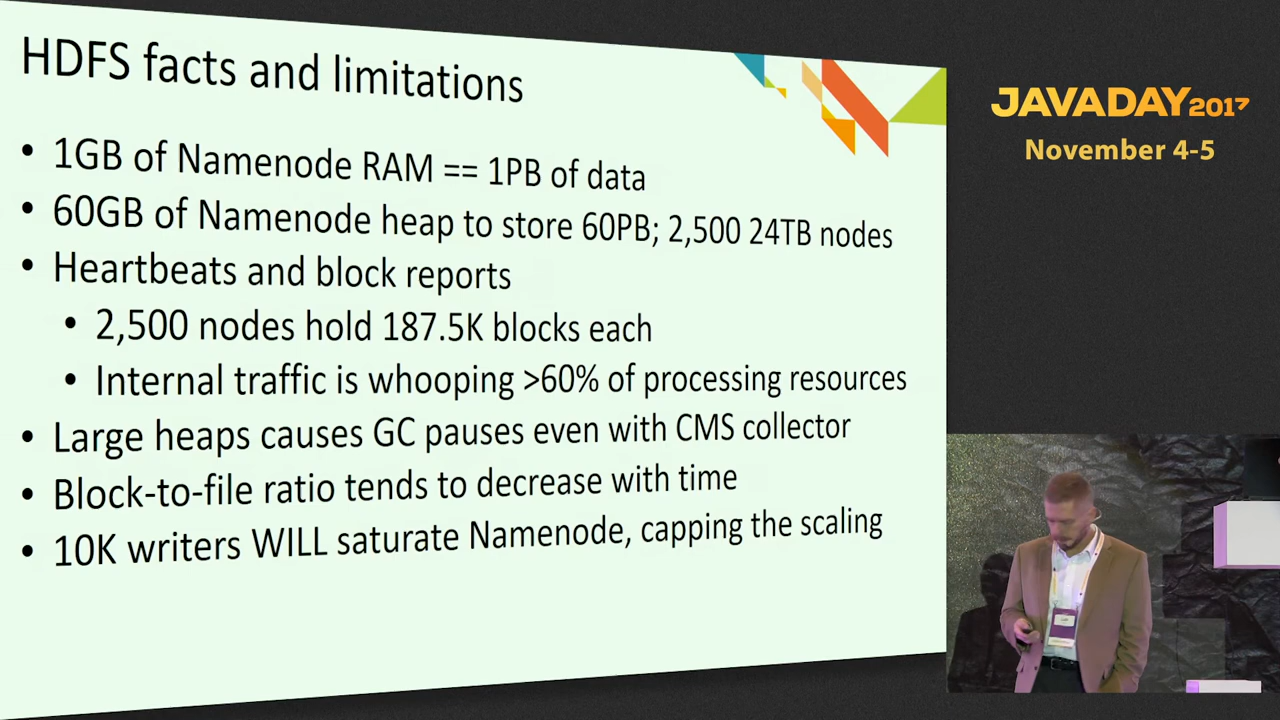 HDFS facts and limitations
• 1GB of Namenode RAM == 1PB of data
• 60GB of Namenode heap to store 60PB; 2,500 24TB nodes
• Heartbeats and block reports
• 2,500 nodes hold 187.5K blocks each
• Internal traffic is whooping >60% of processing resources
• Large heaps causes GC pauses even with CMS collector
• Block-to-file ratio tends to decrease with time
• 10K writers WILL saturate Namenode, capping the scaling
JAVADAY 2017
November 4-5